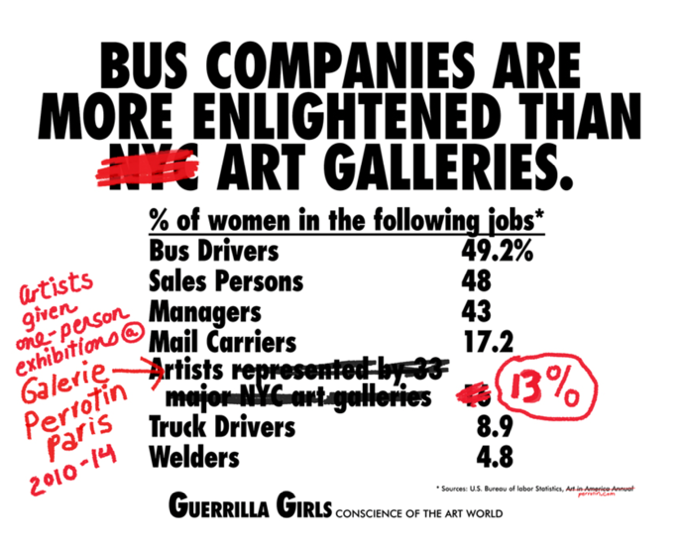 BUS COMPANIES ARE
MORE ENLIGHTENED THAN
NYC ART GALLERIES.
% of women in the following jobs*
Bus Drivers 49.2%
Sales Persons 48
Managers 43
Mail Carriers 17.2
Artists represented by 33
major NYC art galleries
13%
Truck Drivers 8.9
Welders 4.8
artists
given
one-person
exhibitions @
Galerie
Perrotin
Paris
2010-14
* Sources: U.S. Bureau of labor Statistics, Art in America Annual
perrotin.com
GUERRILLA GIRLS CONSCIENCE OF THE ART WORLD